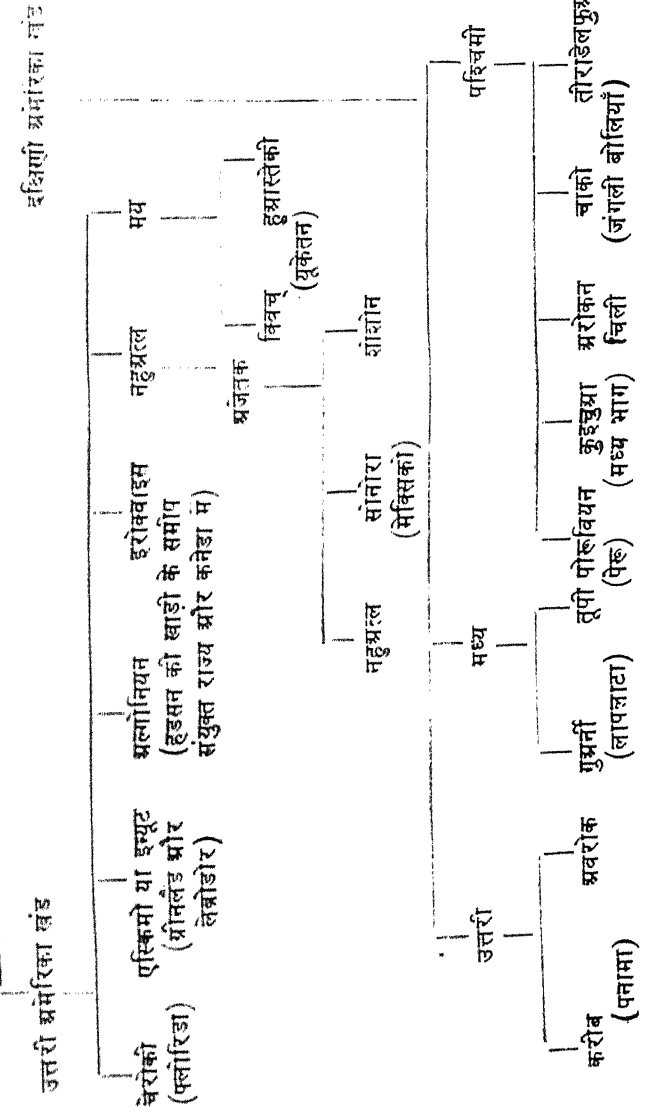 उत्तरी अमेरिका खंड
दक्षिणी अमेरिका खंड
चेरोकी
(फ्लोरिडा)
एस्किमो या इन्यूट
(ग्रीनलैंड और
लेब्रोडोर)
अल्गोनियन
(हडसन की खाड़ी के समीप
संयुक्त राज्य और कनेडा म)
इरोक्वाइस
नहुअत्ल
मय
अजतक
क्विच्
(यूकेतन)
हुआस्तेकी
नहुअत्ल
सोनोरा
(मेक्सिको)
शोशोन
उत्तरी
मध्य
पश्चिमी
करीब
(पनामा)
अवरोक
गुअर्नी
(लापलाटा)
तूपी
पीरूवियन
(पेरू)
कुइचुआ
(मध्य भाग)
अरोकन
चिली
चाको
(जंगली बोलियाँ)